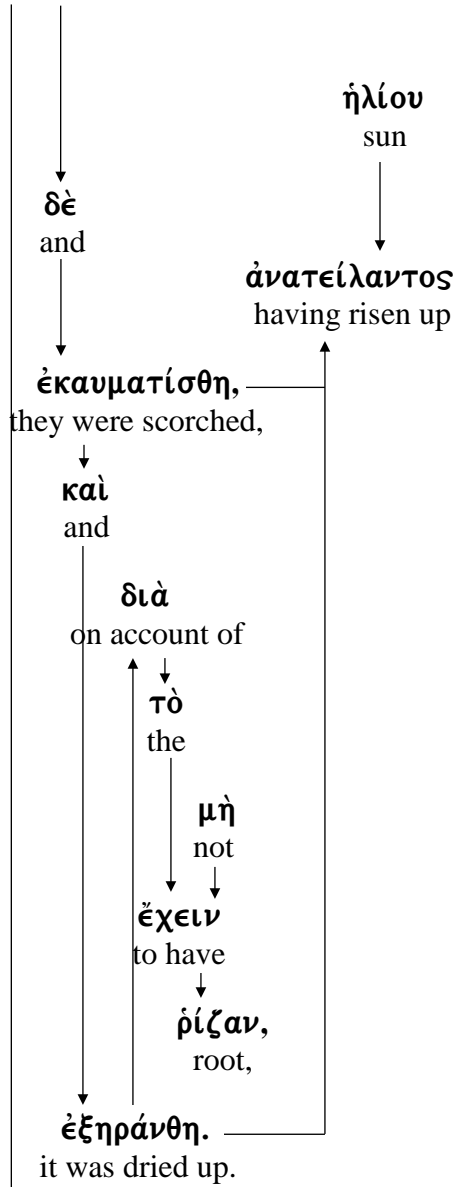 ἡλίου
sun
δὲ
and
ἀνατείλαντος
having risen up
ἐκαυματίσθη,
they were scorched,
καὶ
and
διὰ
on account of
τὸ
the
μὴ
not
ἔχειν
to have
ῥίζαν,
root,
ἐξηράνθη.
it was dried up.